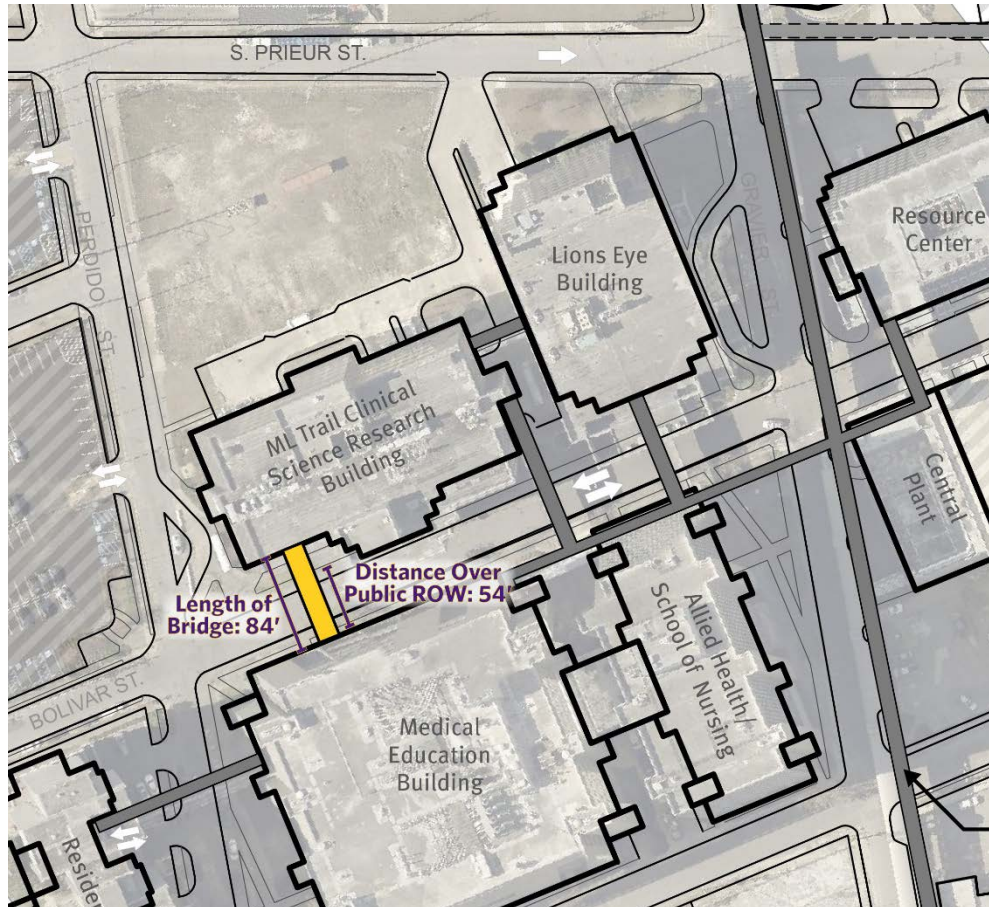 S. PRIEUR ST.
PERDIDO ST.
GRAVIER ST.
Resource
Center
Lions Eye
Building
ML Trail Clinical
Science Research
Building
Central
Plant
Distance Over
Public ROW: 54'
Length of
Bridge: 84'
Allied Health/
School of Nursing
BOLIVAR ST.
Medical
Education
Building
Reside